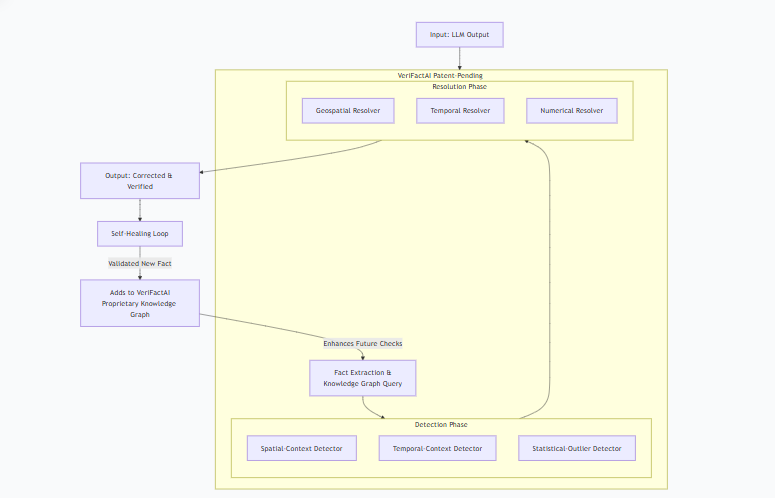 Input: LLM Output
VeriFactAI Patent-Pending
Resolution Phase
Geospatial Resolver
Temporal Resolver
Numerical Resolver
Output: Corrected &
Verified
Self-Healing Loop
Validated New Fact
Adds to VeriFactAI
Proprietary Knowledge
Graph
Enhances Future Checks
Fact Extraction &
Knowledge Graph Query
Detection Phase
Spatial-Context Detector
Temporal-Context Detector
Statistical-Outlier Detector